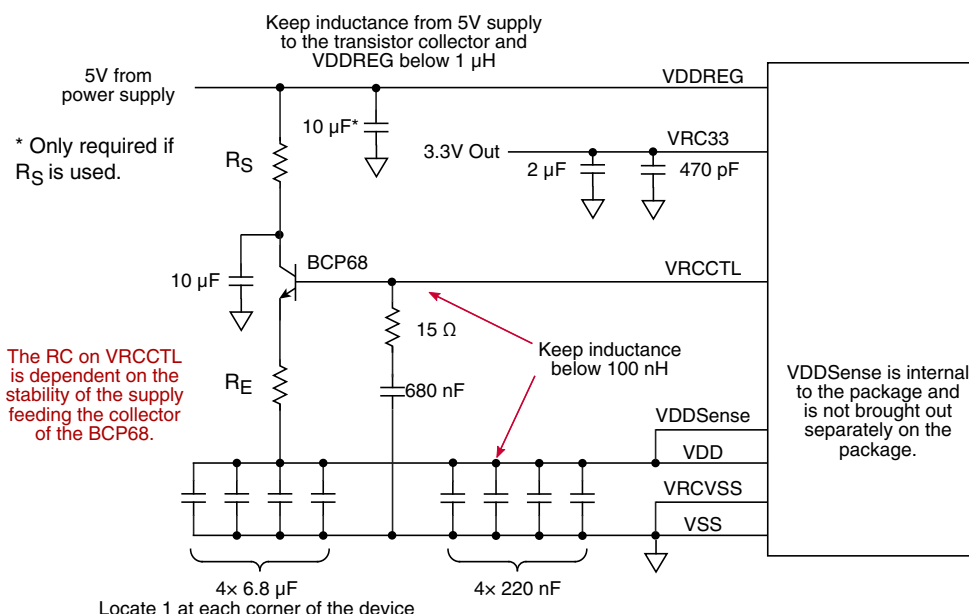 Keep inductance from 5V supply
to the transistor collector and
VDDREG below 1 µH
5V from
power supply
VDDREG
* Only required if
RS is used.
RS
10 µF*
3.3V Out
VRC33
2 µF
470 pF
BCP68
VRCCTL
10 µF
15 Ω
Keep inductance
below 100 nH
The RC on VRCCTL
is dependent on the
stability of the supply
feeding the collector
of the BCP68.
RE
680 nF
VDDSense is internal
to the package and
is not brought out
separately on the
package.
VDDSense
VDD
VRCVSS
VSS
4× 6.8 µF
4× 220 nF
Locate 1 at each corner of the device